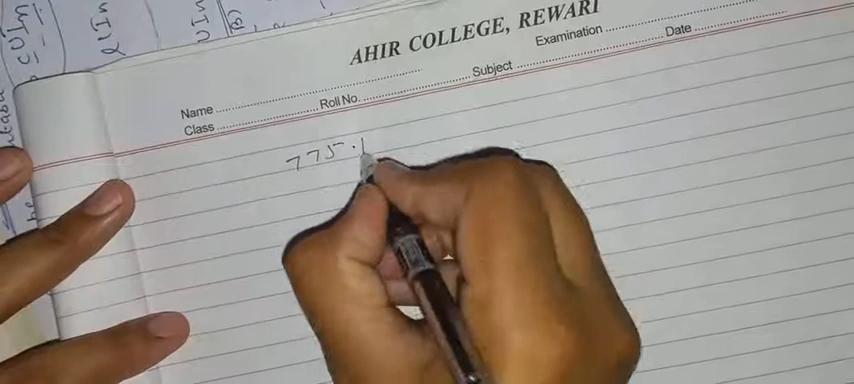 AHIR COLLEGE, REWARI
Name Roll No. Subject Examination Date
Class
775.1